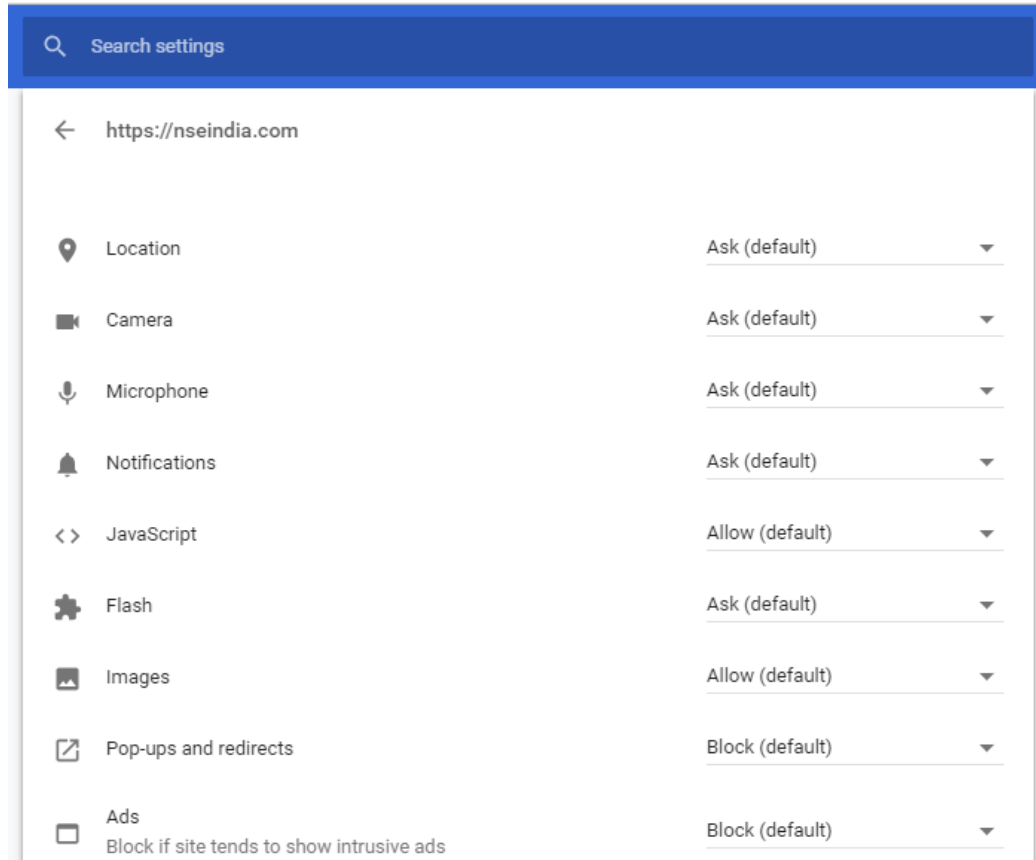 Search settings
https://nseindia.com
Location Ask (default)
Camera Ask (default)
Microphone Ask (default)
Notifications Ask (default)
JavaScript Allow (default)
Flash Ask (default)
Images Allow (default)
Pop-ups and redirects Block (default)
Ads
Block if site tends to show intrusive ads Block (default)